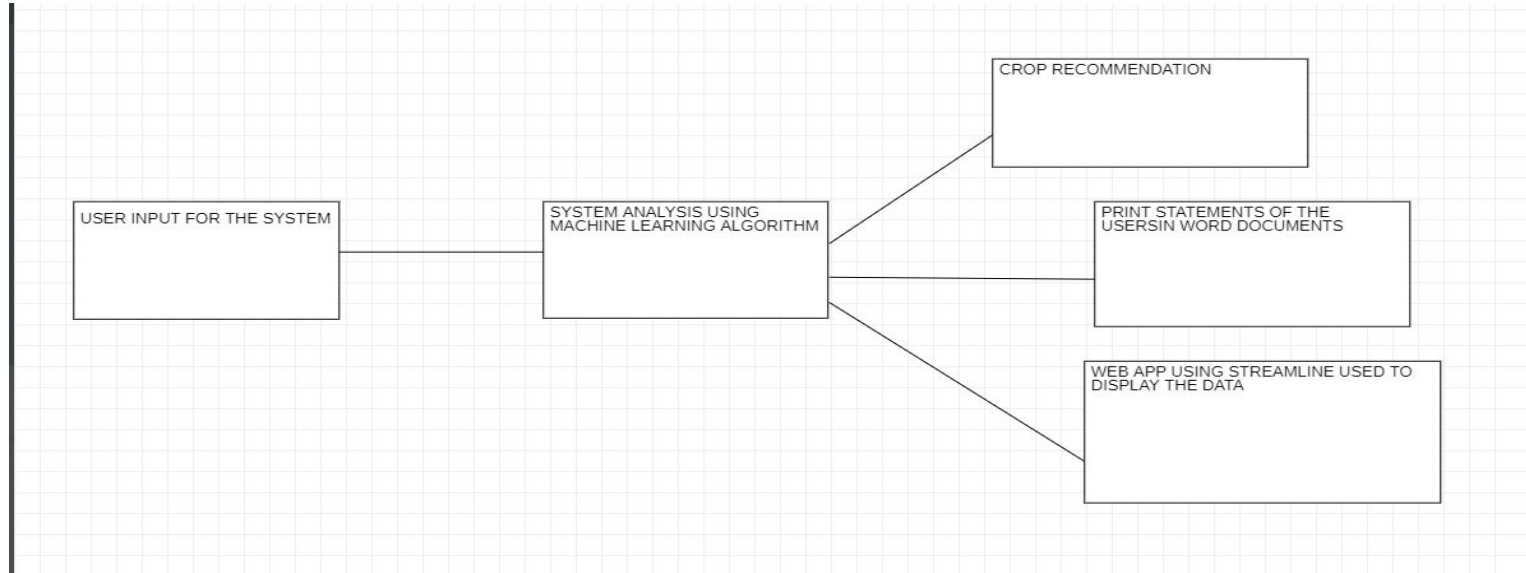 CROP RECOMMENDATION
USER INPUT FOR THE SYSTEM
SYSTEM ANALYSIS USING
MACHINE LEARNING ALGORITHM
PRINT STATEMENTS OF THE
USERSIN WORD DOCUMENTS
WEB APP USING STREAMLINE USED TO
DISPLAY THE DATA